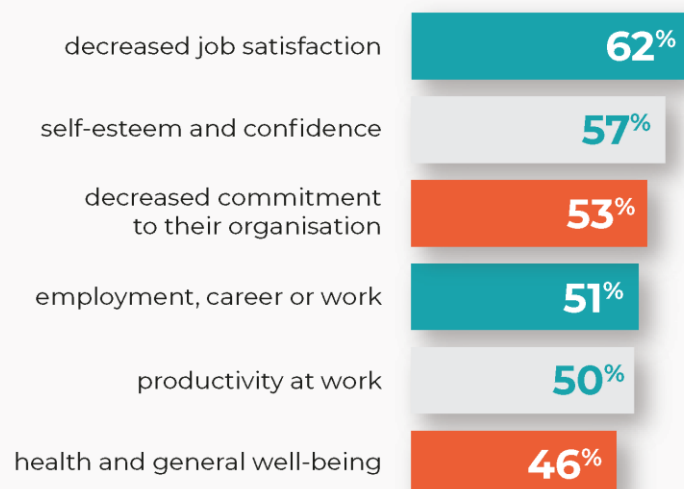 decreased job satisfaction 62%
self-esteem and confidence 57%
decreased commitment
to their organisation 53%
employment, career or work 51%
productivity at work 50%
health and general well-being 46%